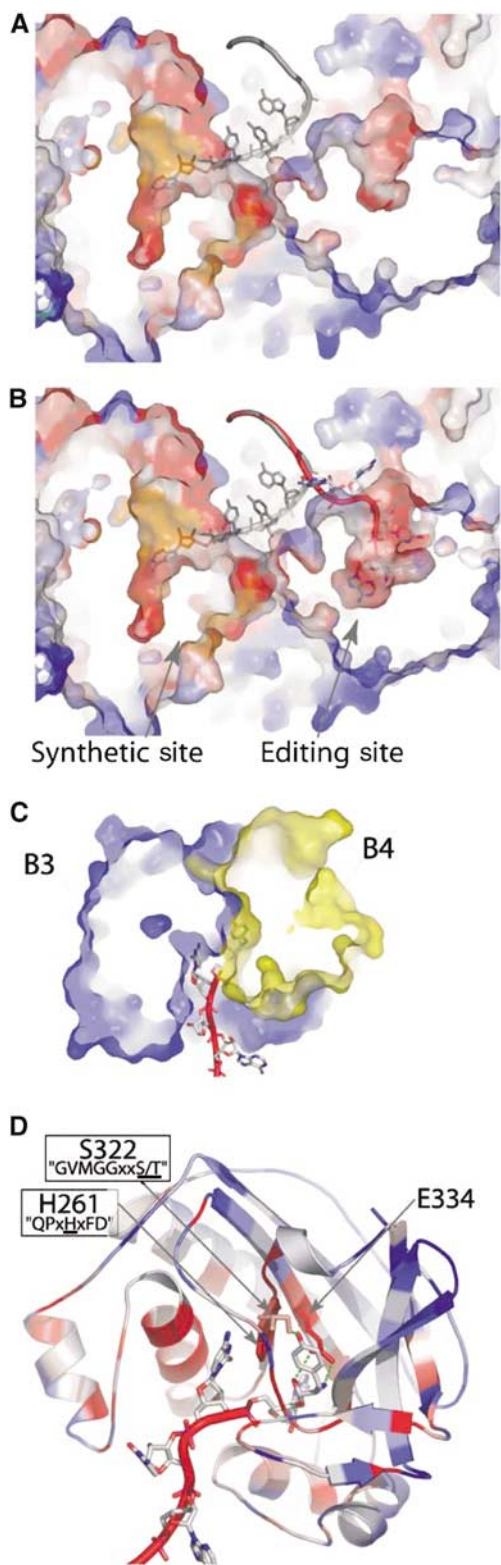 A
B
Synthetic site
Editing site
C
B3
B4
D
S322
"GVMGGxxS/T"
H261
"QPxHxFD"
E334